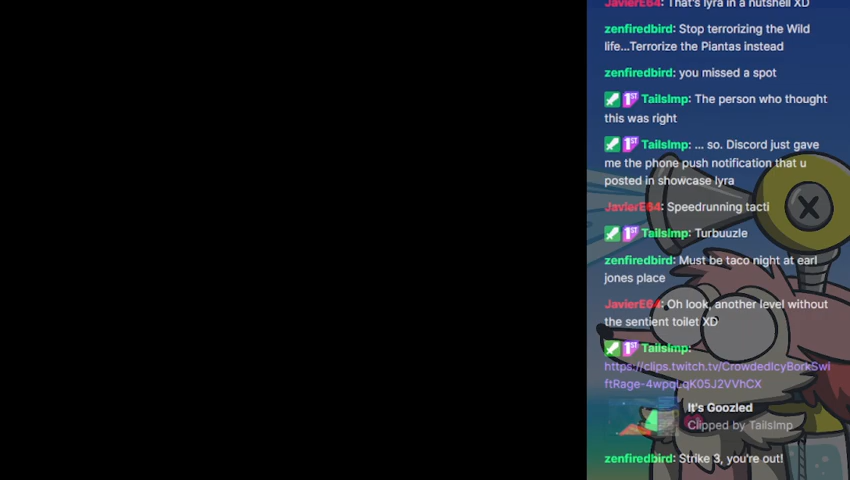 JavierE64: That's lyra in a nutshell XD
zenfiredbird: Stop terrorizing the Wild
life...Terrorize the Piantas instead
zenfiredbird: you missed a spot
1ST TailsImp: The person who thought
this was right
1ST TailsImp: ... so. Discord just gave
me the phone push notification that u
posted in showcase lyra
JavierE64: Speedrunning tacti
1ST TailsImp: Turbuuzle
zenfiredbird: Must be taco night at earl
jones place
JavierE64: Oh look, another level without
the sentient toilet XD
1ST TailsImp:
https://clips.twitch.tv/CrowdedIcyBorkSwi
ftRage-4wpqLqK05J2VVhCX
It's Goozled
Clipped by TailsImp
zenfiredbird: Strike 3, you're out!